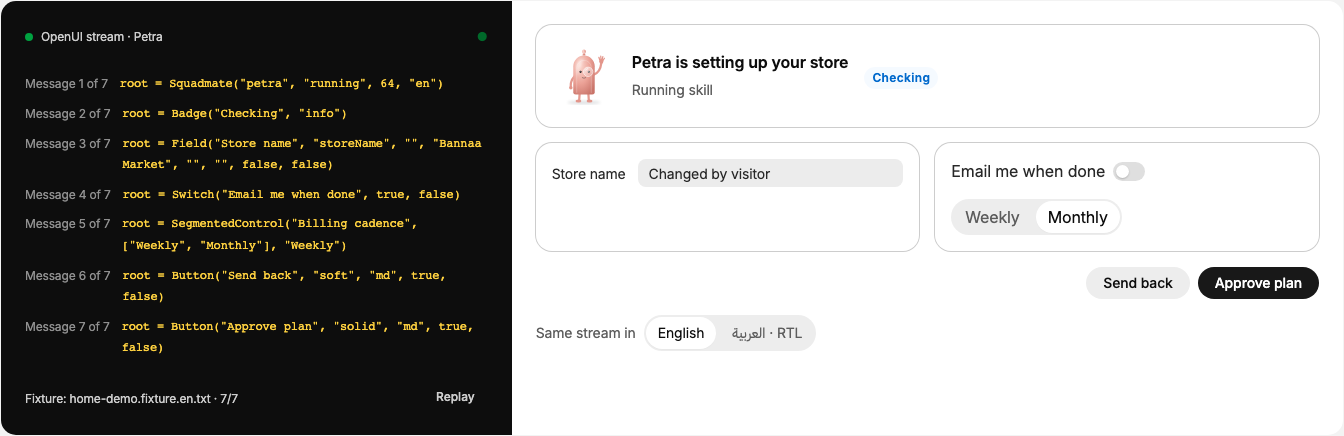 OpenUI stream · Petra
Message 1 of 7 root = Squadmate("petra", "running", 64, "en")
Message 2 of 7 root = Badge("Checking", "info")
Message 3 of 7 root = Field("Store name", "storeName", "", "Bannaa
Market", "", "", false, false)
Message 4 of 7 root = Switch("Email me when done", true, false)
Message 5 of 7 root = SegmentedControl("Billing cadence",
["Weekly", "Monthly"], "Weekly")
Message 6 of 7 root = Button("Send back", "soft", "md", true,
false)
Message 7 of 7 root = Button("Approve plan", "solid", "md", true,
false)
Fixture: home-demo.fixture.en.txt · 7/7
Replay
Petra is setting up your store
Running skill
Checking
Store name
Changed by visitor
Email me when done
Weekly Monthly
Send back Approve plan
Same stream in English العربية · RTL